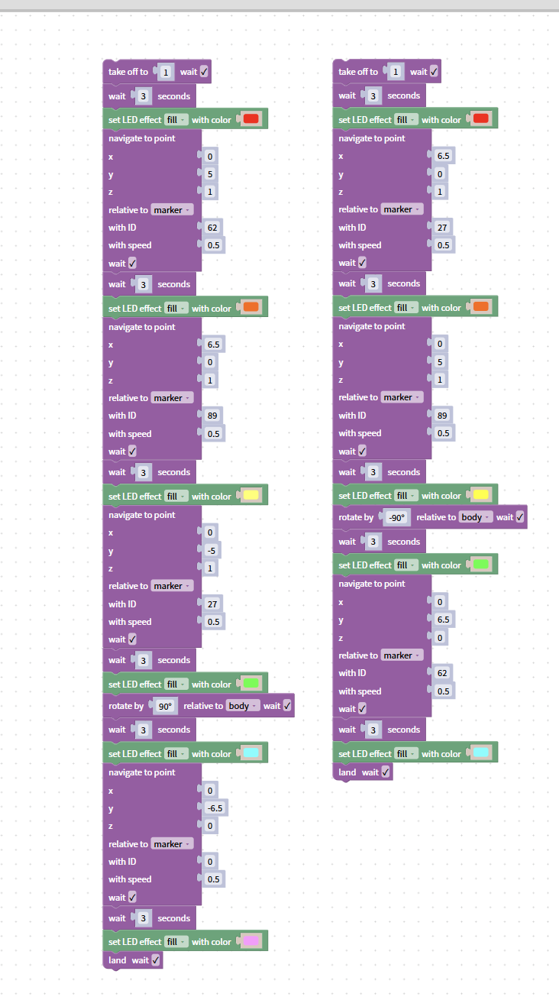 take off to 1 wait ✓
wait 3 seconds
set LED effect fill with color
navigate to point
x 0
y 5
z 1
relative to marker
with ID 62
with speed 0.5
wait ✓
wait 3 seconds
set LED effect fill with color
navigate to point
x 6.5
y 0
z 1
relative to marker
with ID 89
with speed 0.5
wait ✓
wait 3 seconds
set LED effect fill with color
navigate to point
x 0
y -5
z 1
relative to marker
with ID 27
with speed 0.5
wait ✓
wait 3 seconds
set LED effect fill with color
rotate by 90° relative to body wait ✓
wait 3 seconds
set LED effect fill with color
navigate to point
x 0
y -6.5
z 0
relative to marker
with ID 0
with speed 0.5
wait ✓
wait 3 seconds
set LED effect fill with color
land wait ✓
take off to 1 wait ✓
wait 3 seconds
set LED effect fill with color
navigate to point
x 6.5
y 0
z 1
relative to marker
with ID 27
with speed 0.5
wait ✓
wait 3 seconds
set LED effect fill with color
navigate to point
x 0
y 5
z 1
relative to marker
with ID 89
with speed 0.5
wait ✓
wait 3 seconds
set LED effect fill with color
rotate by -90° relative to body wait ✓
wait 3 seconds
set LED effect fill with color
navigate to point
x 0
y 6.5
z 0
relative to marker
with ID 62
with speed 0.5
wait ✓
wait 3 seconds
set LED effect fill with color
land wait ✓